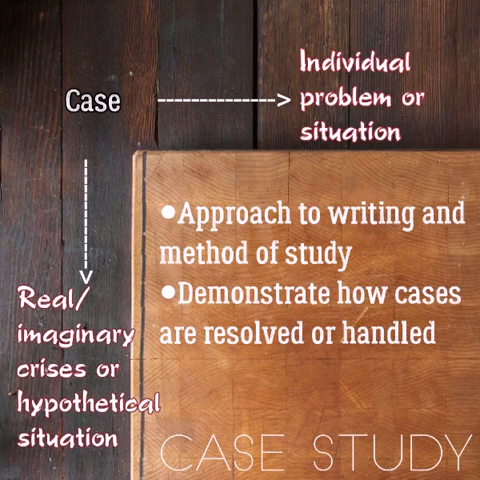 Individual
Case ---------------> problem or
situation
●Approach to writing and
method of study
●Demonstrate how cases
are resolved or handled
Real/
imaginary
crises or
hypothetical
situation
CASE STUDY